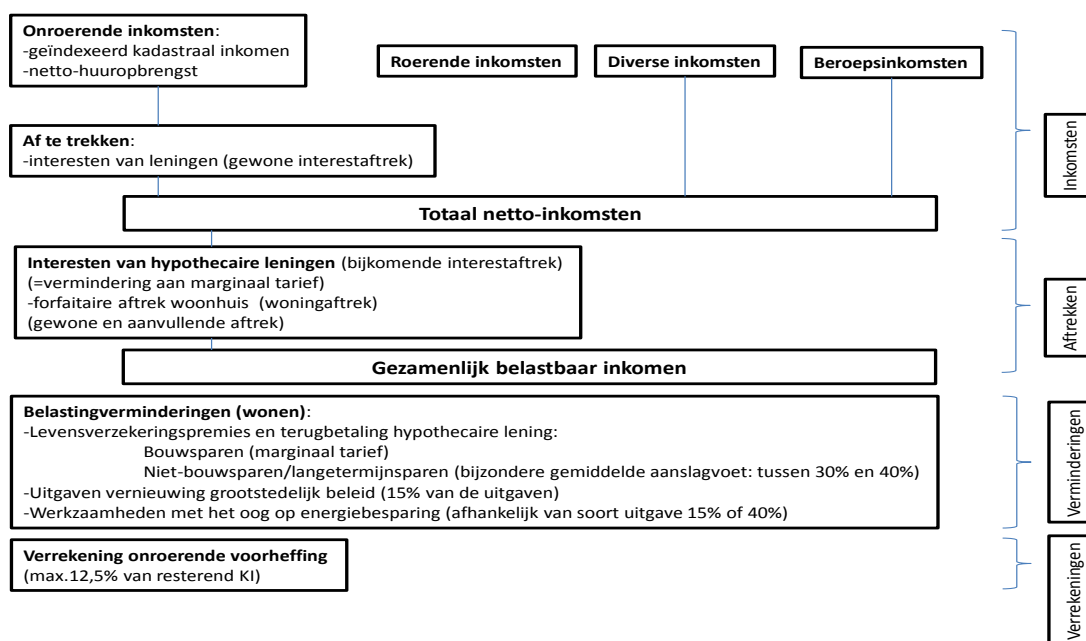 Onroerende inkomsten:
-geïndexeerd kadastraal inkomen
-netto-huuropbrengst
Roerende inkomsten
Diverse inkomsten
Beroepsinkomsten
Af te trekken:
-interesten van leningen (gewone interestaftrek)
Totaal netto-inkomsten
Inkomsten
Interesten van hypothecaire leningen (bijkomende interestaftrek)
(=vermindering aan marginaal tarief)
-forfaitaire aftrek woonhuis (woningaftrek)
(gewone en aanvullende aftrek)
Gezamenlijk belastbaar inkomen
Aftrekken
Belastingverminderingen (wonen):
-Levensverzekeringspremies en terugbetaling hypothecaire lening:
Bouwsparen (marginaal tarief)
Niet-bouwsparen/langetermijnsparen (bijzondere gemiddelde aanslagvoet: tussen 30% en 40%)
-Uitgaven vernieuwing grootstedelijk beleid (15% van de uitgaven)
-Werkzaamheden met het oog op energiebesparing (afhankelijk van soort uitgave 15% of 40%)
Verminderingen
Verrekening onroerende voorheffing
(max.12,5% van resterend KI)
Verrekeningen